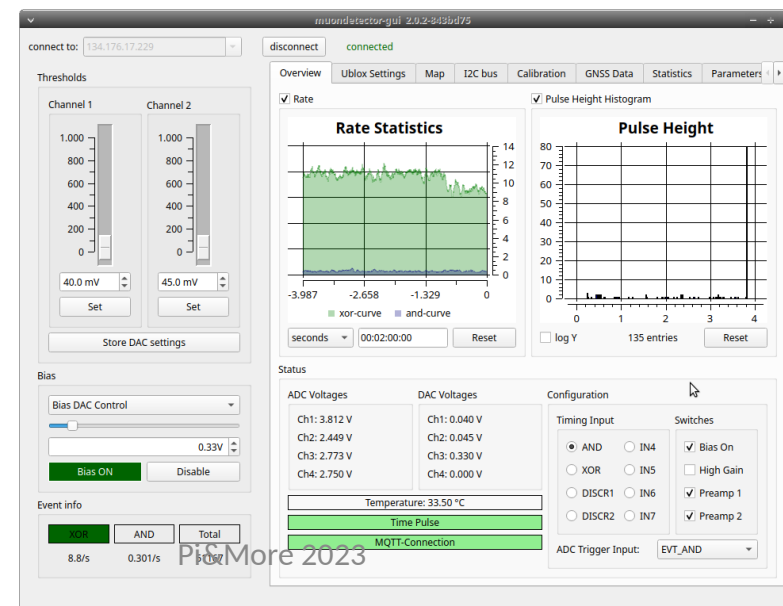 muondetector-gui 2.0.2-843bd75
connect to: 134.176.17.229 disconnect connected
Thresholds
Channel 1 Channel 2
1.000 1.000
800 800
600 600
400 400
200 200
0 0
40.0 mV 45.0 mV
Set Set
Store DAC settings
Bias
Bias DAC Control
0.33V
Bias ON Disable
Event info
XOR AND Total
8.8/s 0.301/s
Overview Ublox Settings Map I2C bus Calibration GNSS Data Statistics Parameters
Rate
Rate Statistics
14
12
10
8
6
4
2
0
-3.987 -2.658 -1.329 0
xor-curve and-curve
seconds 00:02:00:00 Reset
Pulse Height Histogram
Pulse Height
80
70
60
50
40
30
20
10
0
0 1 2 3 4
log Y 135 entries Reset
Status
ADC Voltages
Ch1: 3.812 V
Ch2: 2.449 V
Ch3: 2.773 V
Ch4: 2.750 V
DAC Voltages
Ch1: 0.040 V
Ch2: 0.045 V
Ch3: 0.330 V
Ch4: 0.000 V
Temperature: 33.50 °C
Time Pulse
MQTT-Connection
Configuration
Timing Input
AND IN4
XOR IN5
DISCR1 IN6
DISCR2 IN7
Switches
Bias On
High Gain
Preamp 1
Preamp 2
ADC Trigger Input: EVT_AND
Pi&More 2023